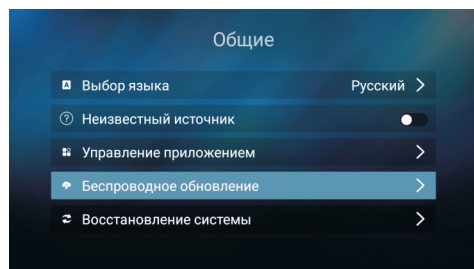 Общие
Выбор языка Русский
Неизвестный источник
Управление приложением
Беспроводное обновление
Восстановление системы